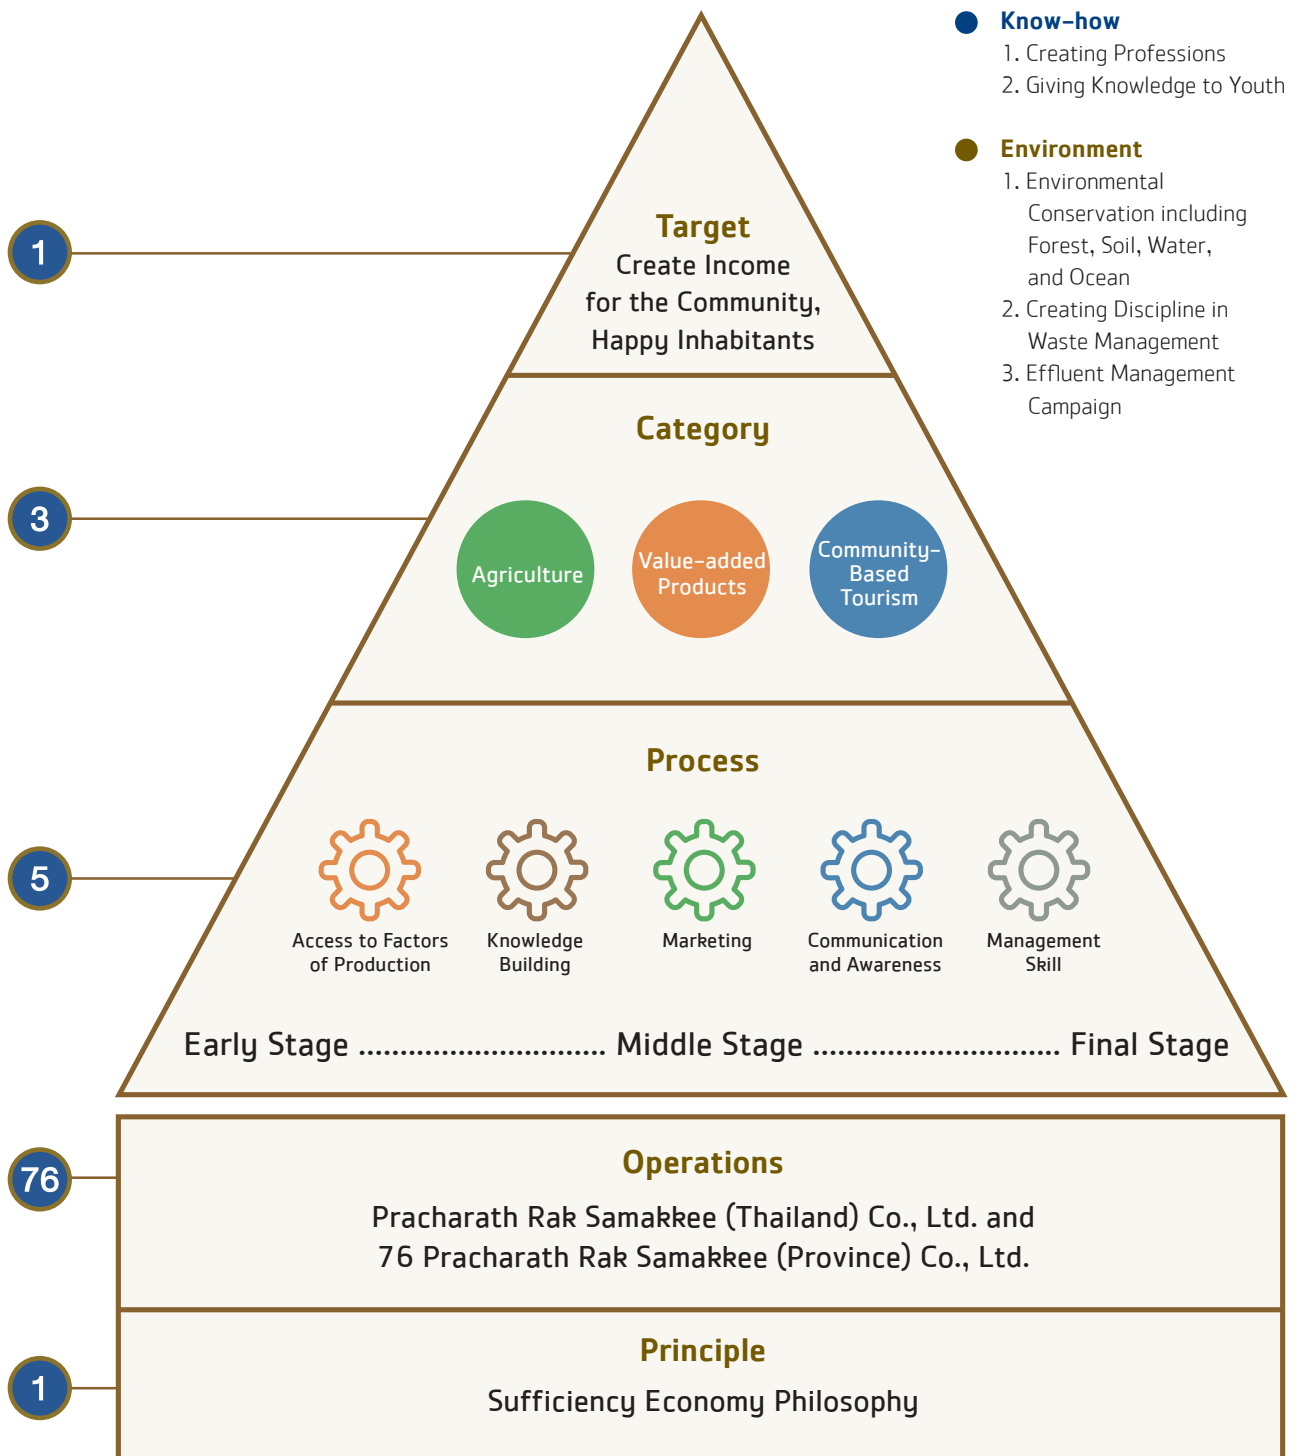 Know-how
1. Creating Professions
2. Giving Knowledge to Youth
Environment
1. Environmental
Conservation including
Forest, Soil, Water,
and Ocean
2. Creating Discipline in
Waste Management
3. Effluent Management
Campaign
1
Target
Create Income
for the Community,
Happy Inhabitants
3
Category
Agriculture
Value-added
Products
Community-
Based
Tourism
5
Process
Access to Factors
of Production
Knowledge
Building
Marketing
Communication
and Awareness
Management
Skill
Early Stage .............................. Middle Stage .............................. Final Stage
76
Operations
Pracharath Rak Samakkee (Thailand) Co., Ltd. and
76 Pracharath Rak Samakkee (Province) Co., Ltd.
1
Principle
Sufficiency Economy Philosophy